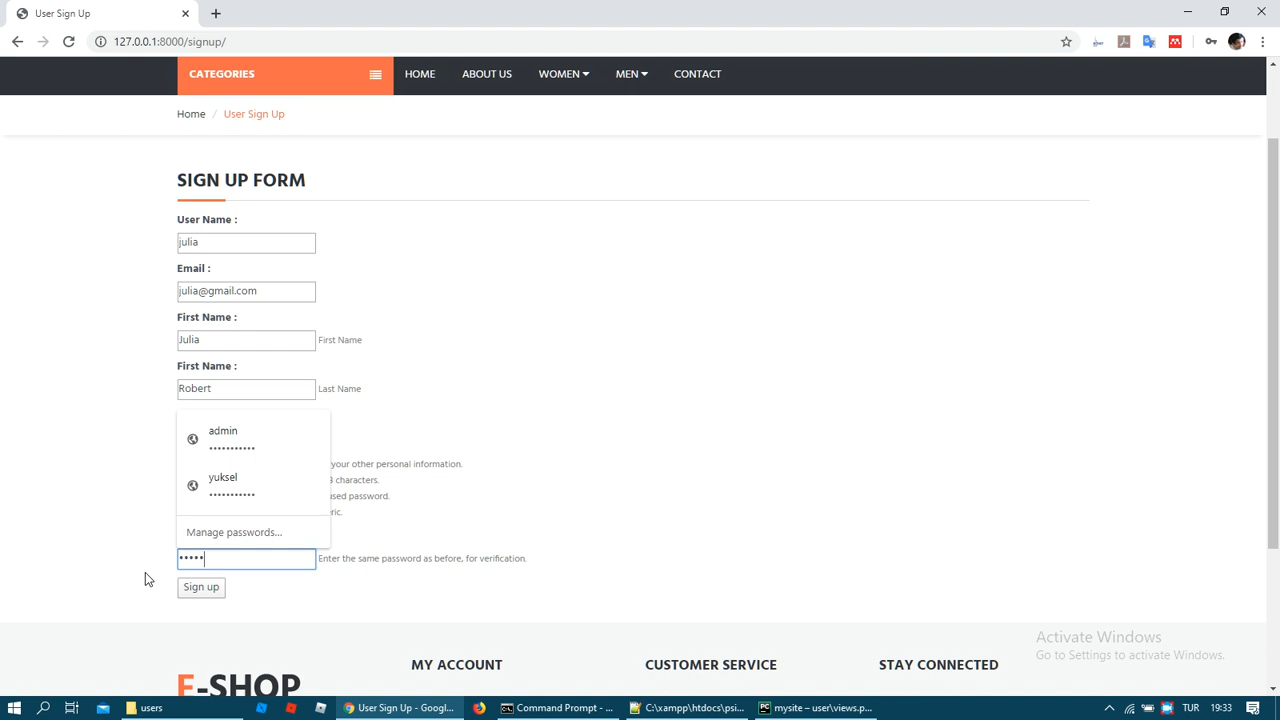 User Sign Up
127.0.0.1:8000/signup/
CATEGORIES HOME ABOUT US WOMEN MEN CONTACT
Home / User Sign Up
SIGN UP FORM
User Name :
julia
Email :
julia@gmail.com
First Name :
Julia First Name
First Name :
Robert Last Name
admin
•••••••••••
your other personal information.
yuksel
characters.
•••••••••••
used password.
Manage passwords...
••••• Enter the same password as before, for verification.
Sign up
Activate Windows
Go to Settings to activate Windows.
E-SHOP MY ACCOUNT CUSTOMER SERVICE STAY CONNECTED
users User Sign Up - Googl... Command Prompt - ... C:\xampp\htdocs\psi... mysite – user\views.p... TUR 19:33